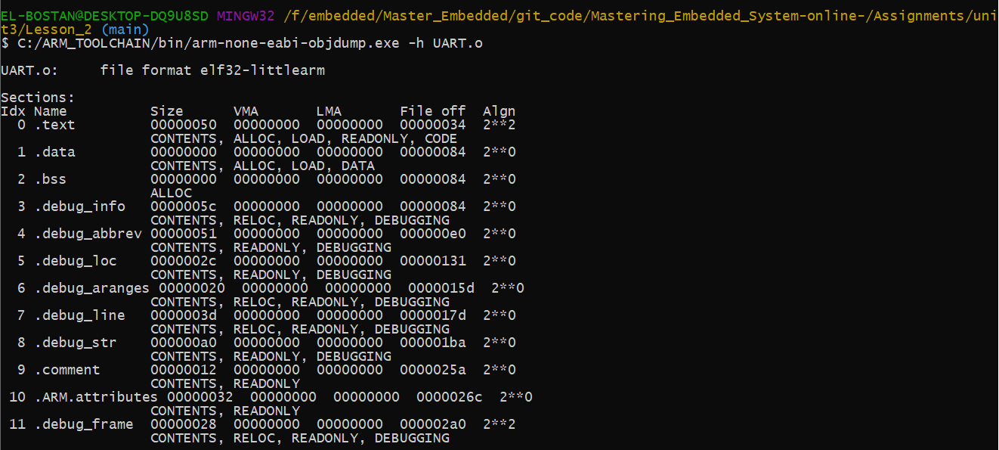 EL-BOSTAN@DESKTOP-DQ9U8SD MINGW32 /f/embedded/Master_Embedded/git_code/Mastering_Embedded_System-online-/Assignments/uni
t3/Lesson_2 (main)
$ C:/ARM_TOOLCHAIN/bin/arm-none-eabi-objdump.exe -h UART.o
UART.o:     file format elf32-littlearm
Sections:
Idx Name          Size      VMA       LMA       File off  Algn
  0 .text         00000050  00000000  00000000  00000034  2**2
                  CONTENTS, ALLOC, LOAD, READONLY, CODE
  1 .data         00000000  00000000  00000000  00000084  2**0
                  CONTENTS, ALLOC, LOAD, DATA
  2 .bss          00000000  00000000  00000000  00000084  2**0
                  ALLOC
  3 .debug_info   0000005c  00000000  00000000  00000084  2**0
                  CONTENTS, RELOC, READONLY, DEBUGGING
  4 .debug_abbrev 00000051  00000000  00000000  000000e0  2**0
                  CONTENTS, READONLY, DEBUGGING
  5 .debug_loc    0000002c  00000000  00000000  00000131  2**0
                  CONTENTS, READONLY, DEBUGGING
  6 .debug_aranges 00000020  00000000  00000000  0000015d  2**0
                  CONTENTS, RELOC, READONLY, DEBUGGING
  7 .debug_line   0000003d  00000000  00000000  0000017d  2**0
                  CONTENTS, RELOC, READONLY, DEBUGGING
  8 .debug_str    000000a0  00000000  00000000  000001ba  2**0
                  CONTENTS, READONLY, DEBUGGING
  9 .comment      00000012  00000000  00000000  0000025a  2**0
                  CONTENTS, READONLY
 10 .ARM.attributes 00000032  00000000  00000000  0000026c  2**0
                  CONTENTS, READONLY
 11 .debug_frame  00000028  00000000  00000000  000002a0  2**2
                  CONTENTS, RELOC, READONLY, DEBUGGING